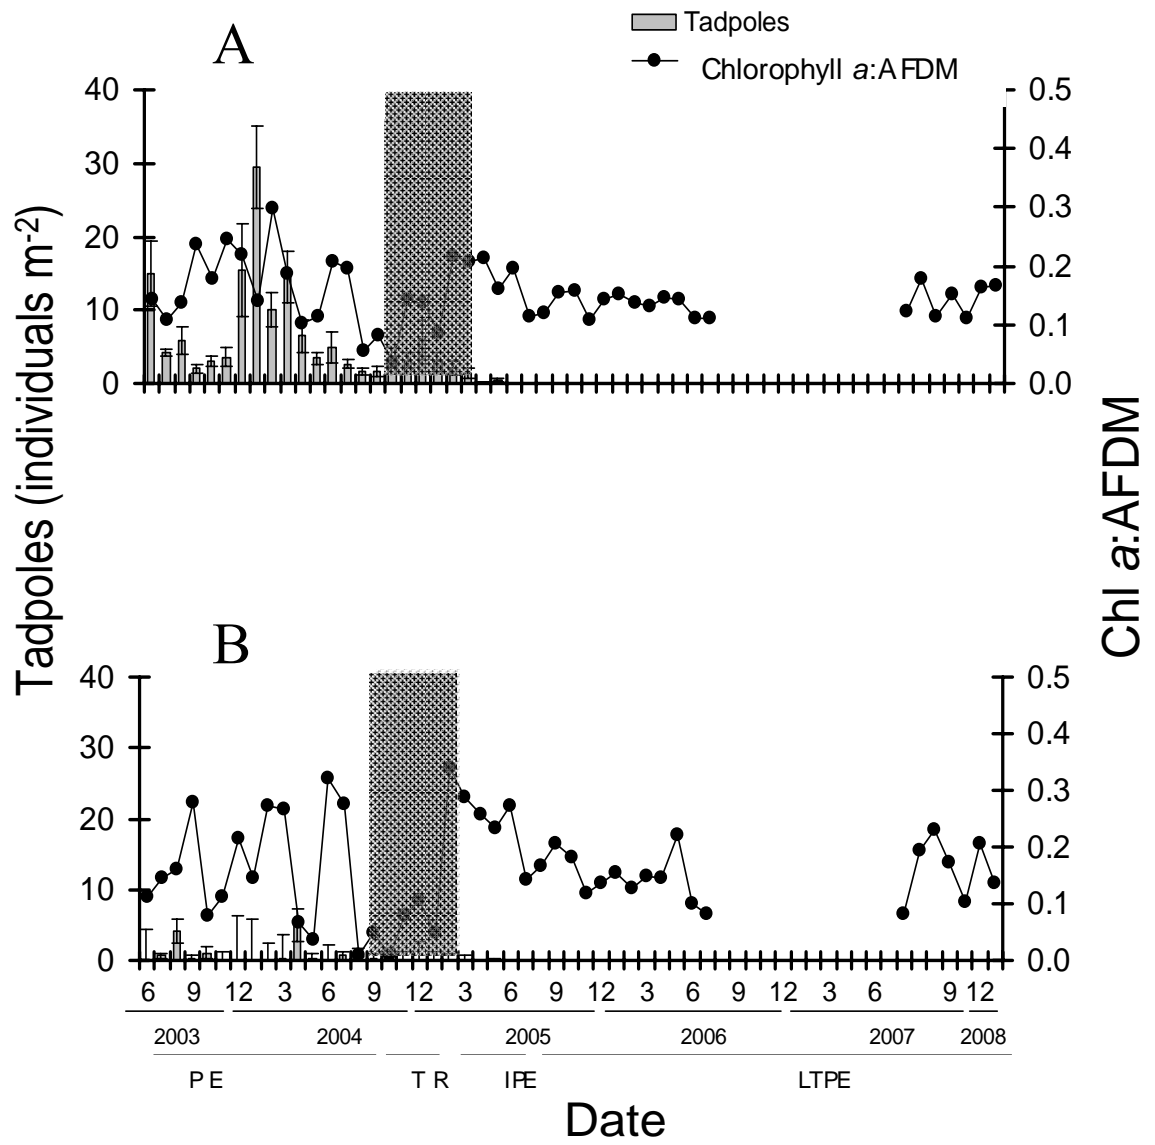 Tadpoles
Chlorophyll a:AFDM
A
40
30
20
10
0
0.5
0.4
0.3
0.2
0.1
0.0
Tadpoles (individuals m-2)
Chl a:AFDM
B
40
30
20
10
0
0.5
0.4
0.3
0.2
0.1
0.0
6 9 12 3 6 9 12 3 6 9 12 3 6 9 12 3 6 9 12
2003 2004 2005 2006 2007 2008
PE TR IPE LTPE
Date